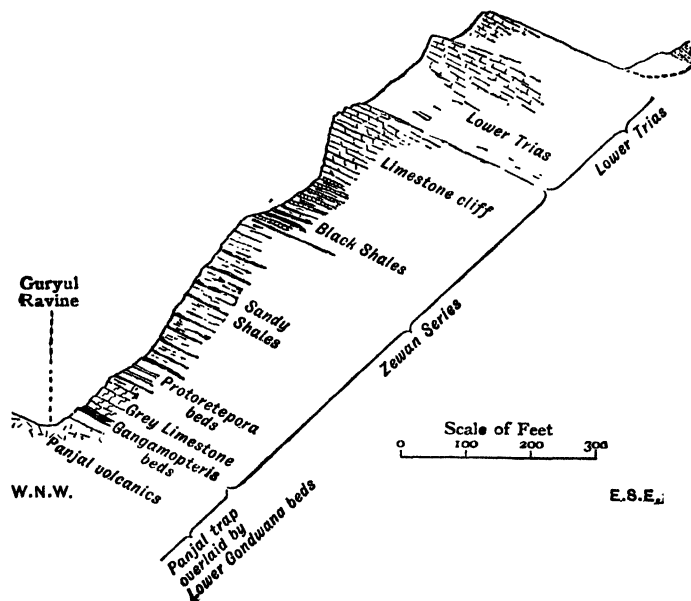 Lower Trias
Lower Trias
Limestone cliff
Black Shales
Guryul
Ravine
Sandy
Shales
Zewan Series
Protoretepora
beds
Grey Limestone
Gangamopteris
beds
Panjal volcanics
Scale of Feet
0 100 200 300
W.N.W.
E.S.E.
Panjal trap
overlaid by
Lower Gondwana beds